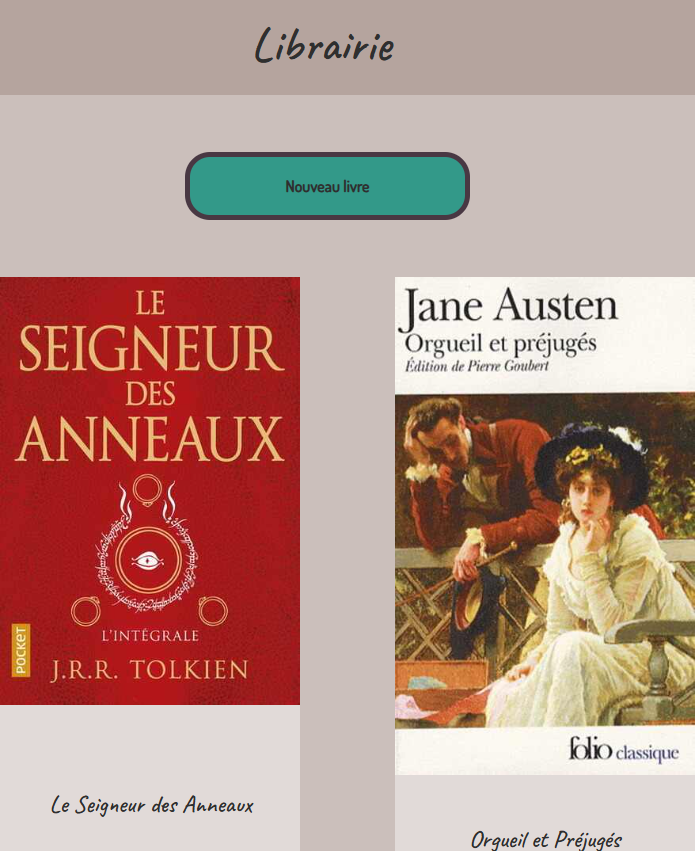 Librairie
Nouveau livre
LE
SEIGNEUR
DES
ANNEAUX
L'INTÉGRALE
POCKET
J.R.R. TOLKIEN
Le Seigneur des Anneaux
Jane Austen
Orgueil et préjugés
Édition de Pierre Goubert
folio classique
Orgueil et Préjugés